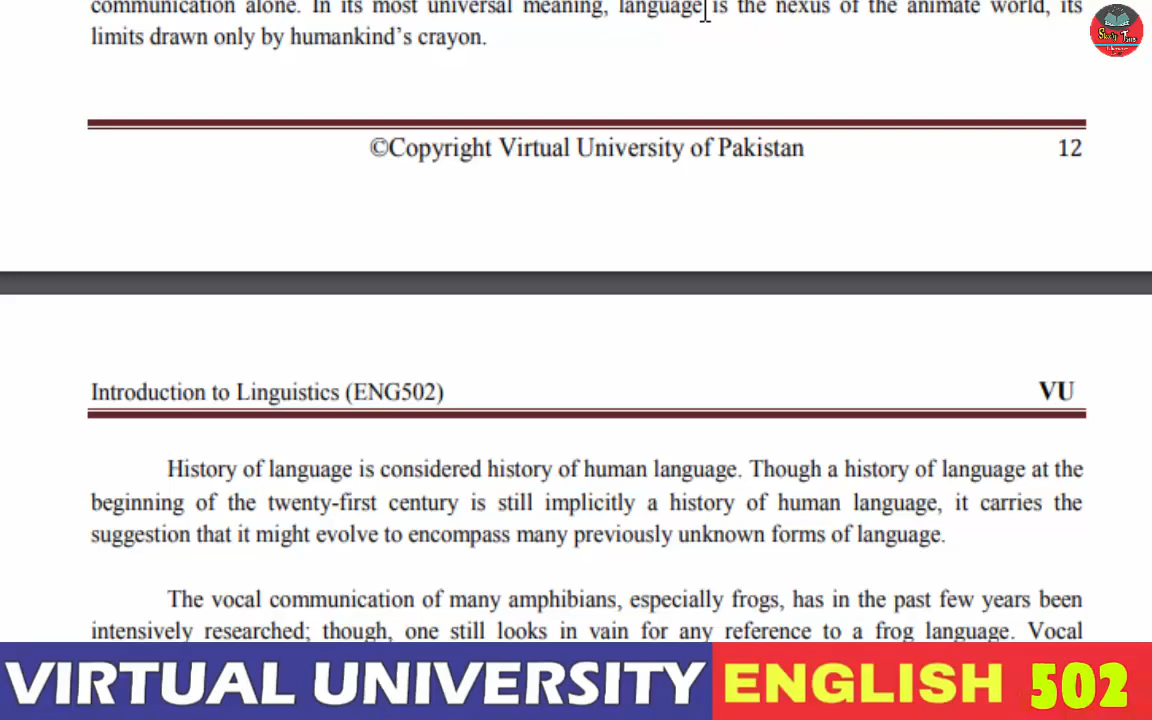 communication alone. In its most universal meaning, language is the nexus of the animate world, its
limits drawn only by humankind's crayon.
©Copyright Virtual University of Pakistan 12
Introduction to Linguistics (ENG502) VU
History of language is considered history of human language. Though a history of language at the
beginning of the twenty-first century is still implicitly a history of human language, it carries the
suggestion that it might evolve to encompass many previously unknown forms of language.
The vocal communication of many amphibians, especially frogs, has in the past few years been
intensively researched; though, one still looks in vain for any reference to a frog language. Vocal
VIRTUAL UNIVERSITY ENGLISH 502